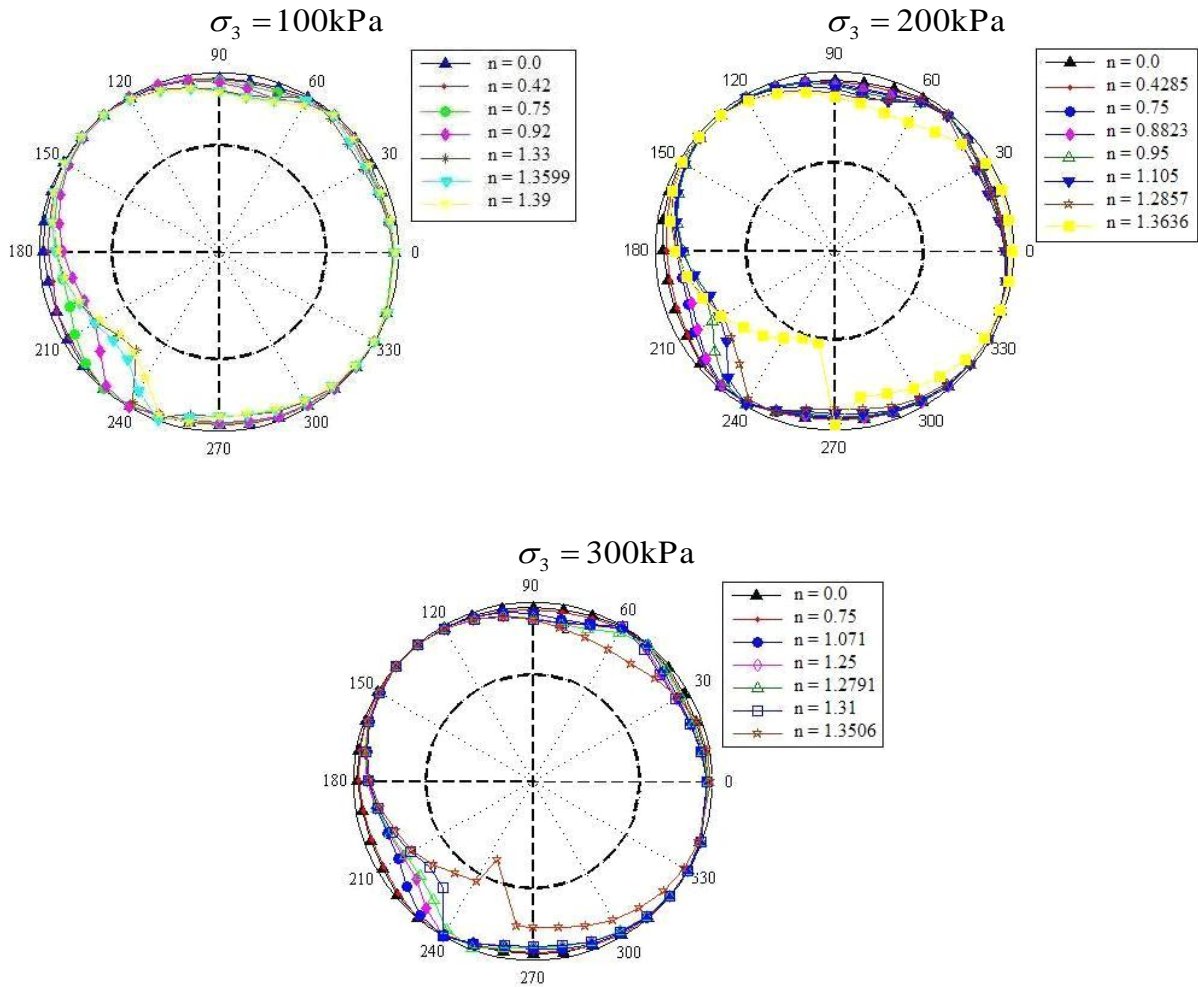 σ₃ = 100kPa
90
120
60
150
30
180
0
210
330
240
300
270
n = 0.0
n = 0.42
n = 0.75
n = 0.92
n = 1.33
n = 1.3599
n = 1.39
σ₃ = 200kPa
90
120
60
150
30
180
0
210
330
240
300
270
n = 0.0
n = 0.4285
n = 0.75
n = 0.8823
n = 0.95
n = 1.105
n = 1.2857
n = 1.3636
σ₃ = 300kPa
90
120
60
150
30
180
0
210
330
240
300
270
n = 0.0
n = 0.75
n = 1.071
n = 1.25
n = 1.2791
n = 1.31
n = 1.3506